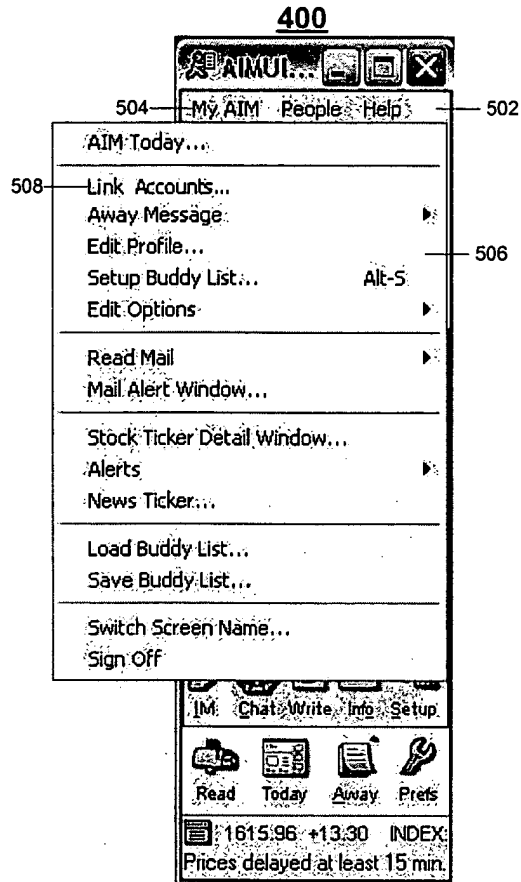 400
AIMUI...
504 My AIM People Help 502
AIM Today...
508 Link Accounts...
Away Message
506
Edit Profile...
Setup Buddy List... Alt-S
Edit Options
Read Mail
Mail Alert Window...
Stock Ticker Detail Window...
Alerts
News Ticker...
Load Buddy List...
Save Buddy List...
Switch Screen Name...
Sign Off
IM Chat Write Info Setup
Read Today Away Prefs
1615.96 +13.30 INDEX:
Prices delayed at least 15 min.